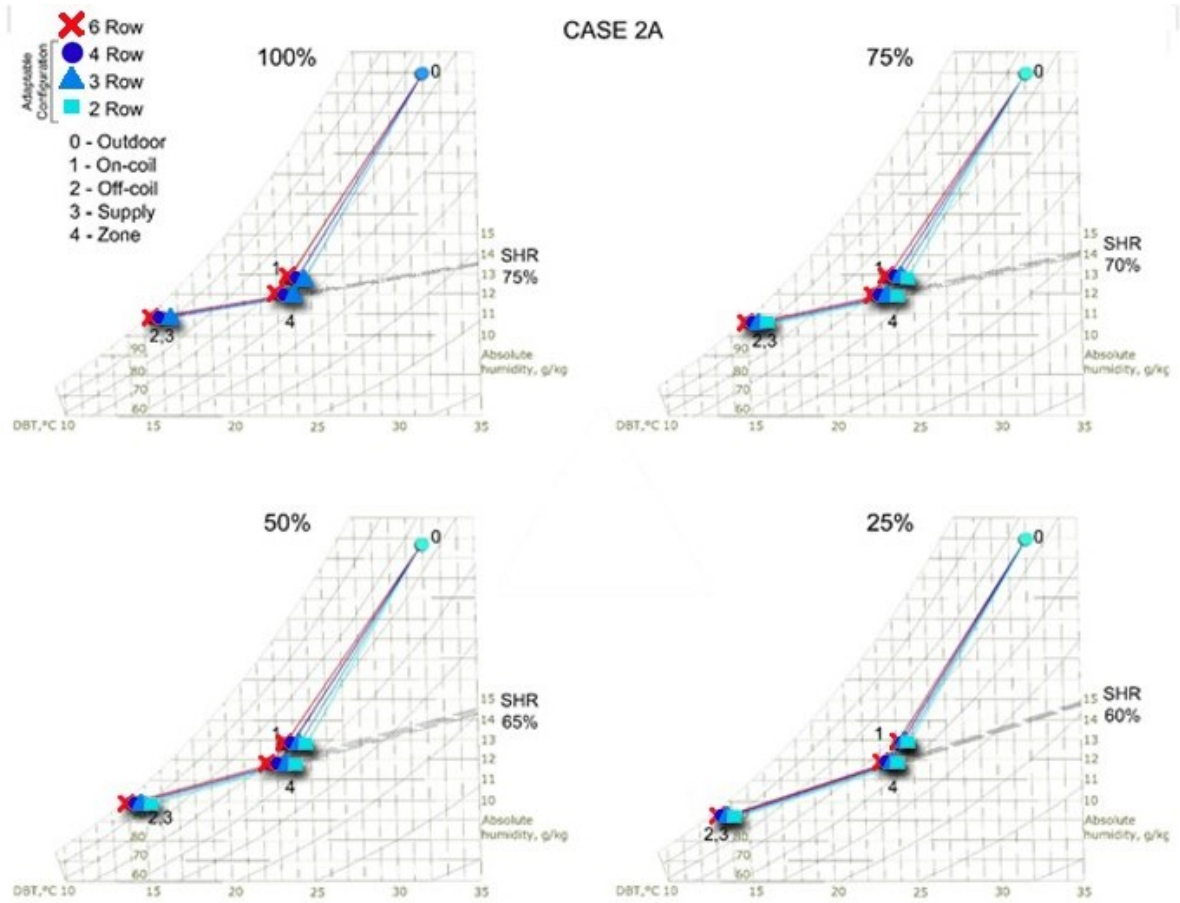 CASE 2A
6 Row
4 Row
3 Row
2 Row
Adaptable
Configuration
0 - Outdoor
1 - On-coil
2 - Off-coil
3 - Supply
4 - Zone
100%
0
1
4
2,3
SHR
75%
15
14
13
12
11
10
90
80
70
60
Absolute
humidity, g/kg
DBT,°C 10 15 20 25 30 35
75%
0
1
4
2,3
SHR
70%
15
14
13
12
11
10
90
80
70
60
Absolute
humidity, g/kg
DBT,°C 10 15 20 25 30 35
50%
0
1
4
2,3
SHR
65%
15
14
13
12
11
10
80
70
60
Absolute
humidity, g/kg
DBT,°C 10 15 20 25 30 35
25%
0
1
4
2,3
SHR
60%
15
14
13
12
11
10
80
70
60
Absolute
humidity, g/kg
DBT,°C 10 15 20 25 30 35